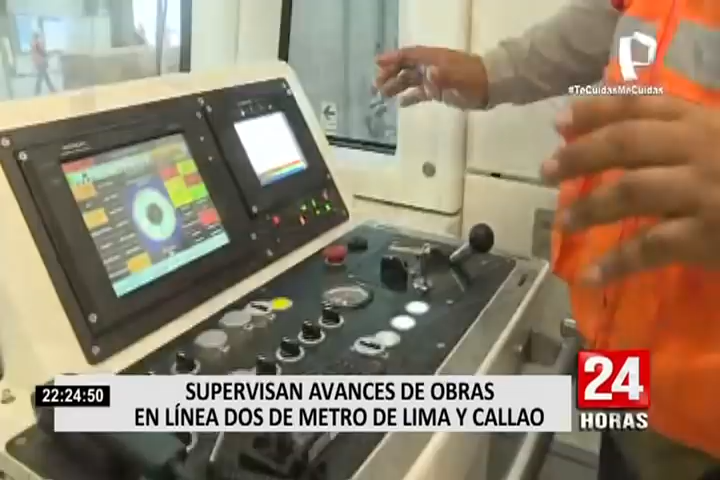 #TeCuidasMeCuidas
22:24:50
SUPERVISAN AVANCES DE OBRAS
EN LÍNEA DOS DE METRO DE LIMA Y CALLAO
24
HORAS